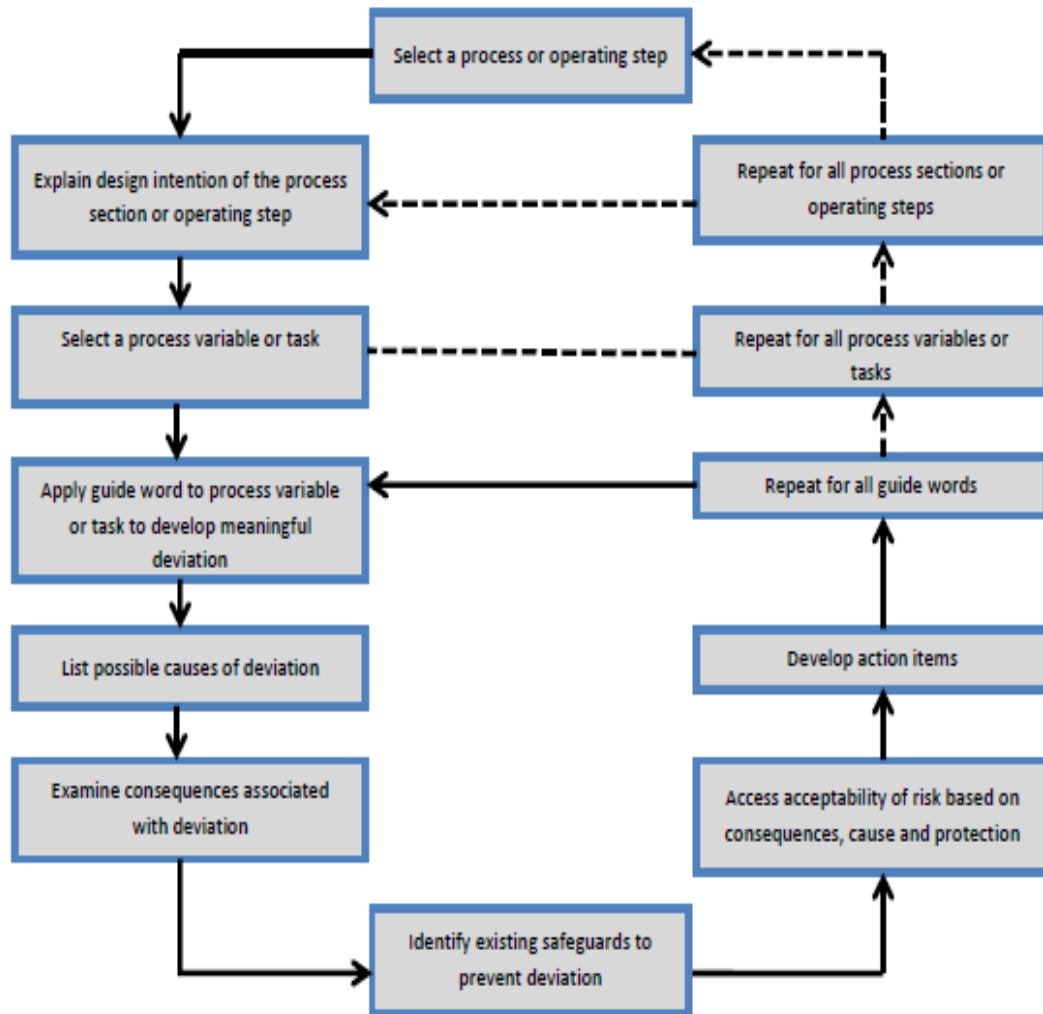 Select a process or operating step
Explain design intention of the process
section or operating step
Repeat for all process sections or
operating steps
Select a process variable or task
Repeat for all process variables or
tasks
Apply guide word to process variable
or task to develop meaningful
deviation
Repeat for all guide words
List possible causes of deviation
Develop action items
Examine consequences associated
with deviation
Access acceptability of risk based on
consequences, cause and protection
Identify existing safeguards to
prevent deviation